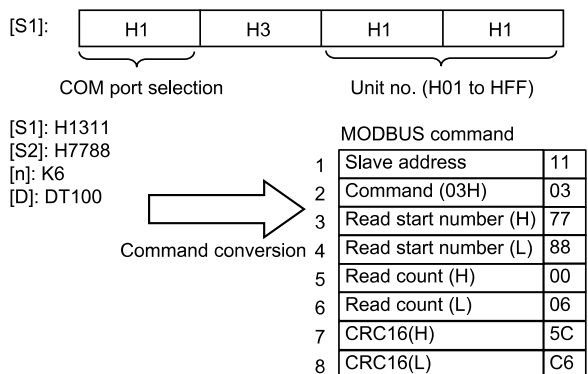 [S1]: H1 H3 H1 H1
COM port selection Unit no. (H01 to HFF)
[S1]: H1311
[S2]: H7788
[n]: K6
[D]: DT100
Command conversion
MODBUS command
1 Slave address 11
2 Command (03H) 03
3 Read start number (H) 77
4 Read start number (L) 88
5 Read count (H) 00
6 Read count (L) 06
7 CRC16(H) 5C
8 CRC16(L) C6